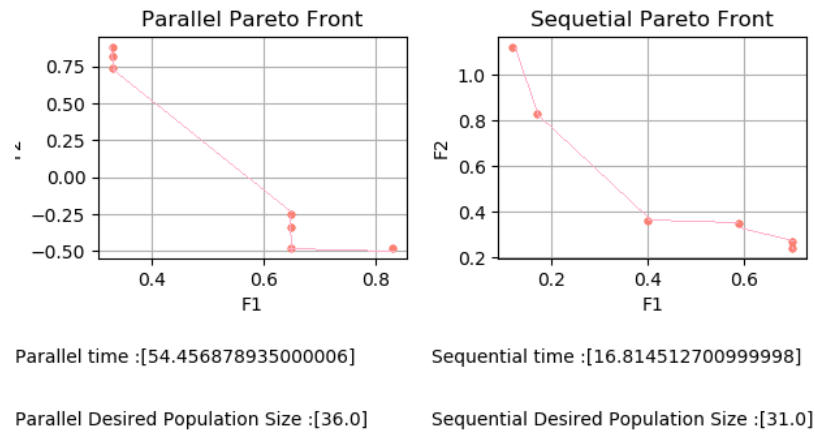 Parallel Pareto Front
Sequetial Pareto Front
0.75
0.50
0.25
0.00
−0.25
−0.50
0.4
0.6
0.8
F1
F2
1.0
0.8
0.6
0.4
0.2
0.2
0.4
0.6
F1
Parallel time :[54.456878935000006]
Sequential time :[16.814512700999998]
Parallel Desired Population Size :[36.0]
Sequential Desired Population Size :[31.0]